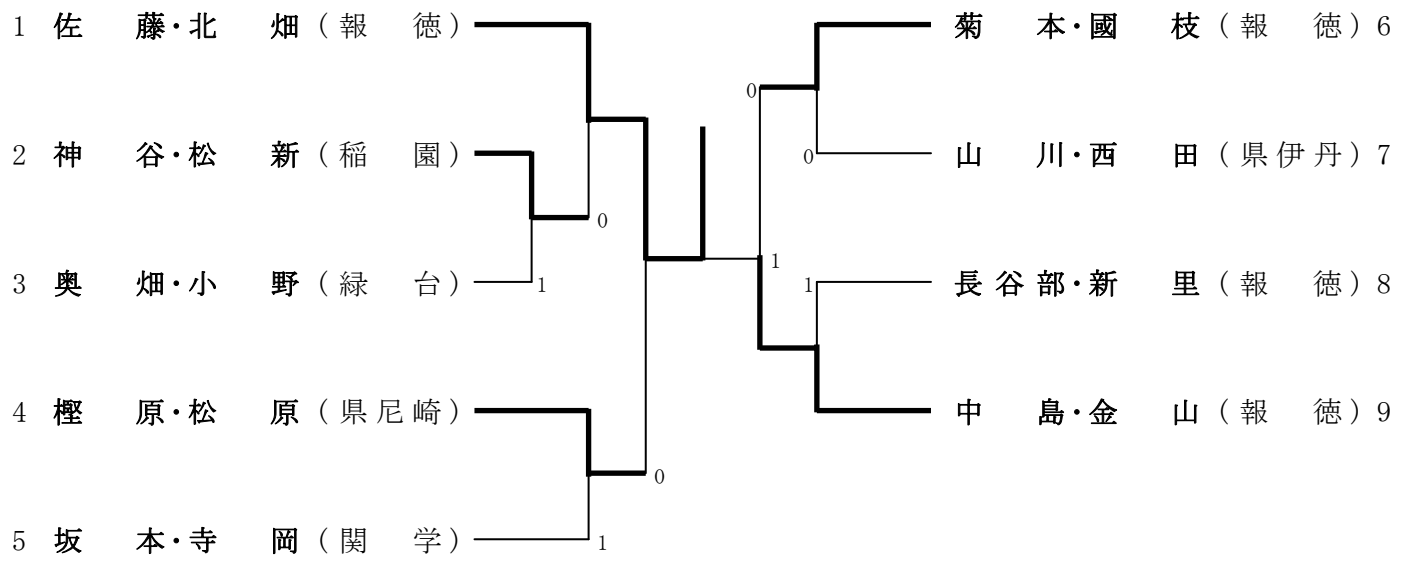 1 佐 藤・北 畑（報 徳）
菊 本・國 枝（報 徳）6
0
2 神 谷・松 新（稲 園）
0
山 川・西 田（県伊丹）7
0
1
3 奥 畑・小 野（緑 台）
1
1
長谷部・新 里（報 徳）8
4 樫 原・松 原（県尼崎）
中 島・金 山（報 徳）9
0
5 坂 本・寺 岡（関 学）
1